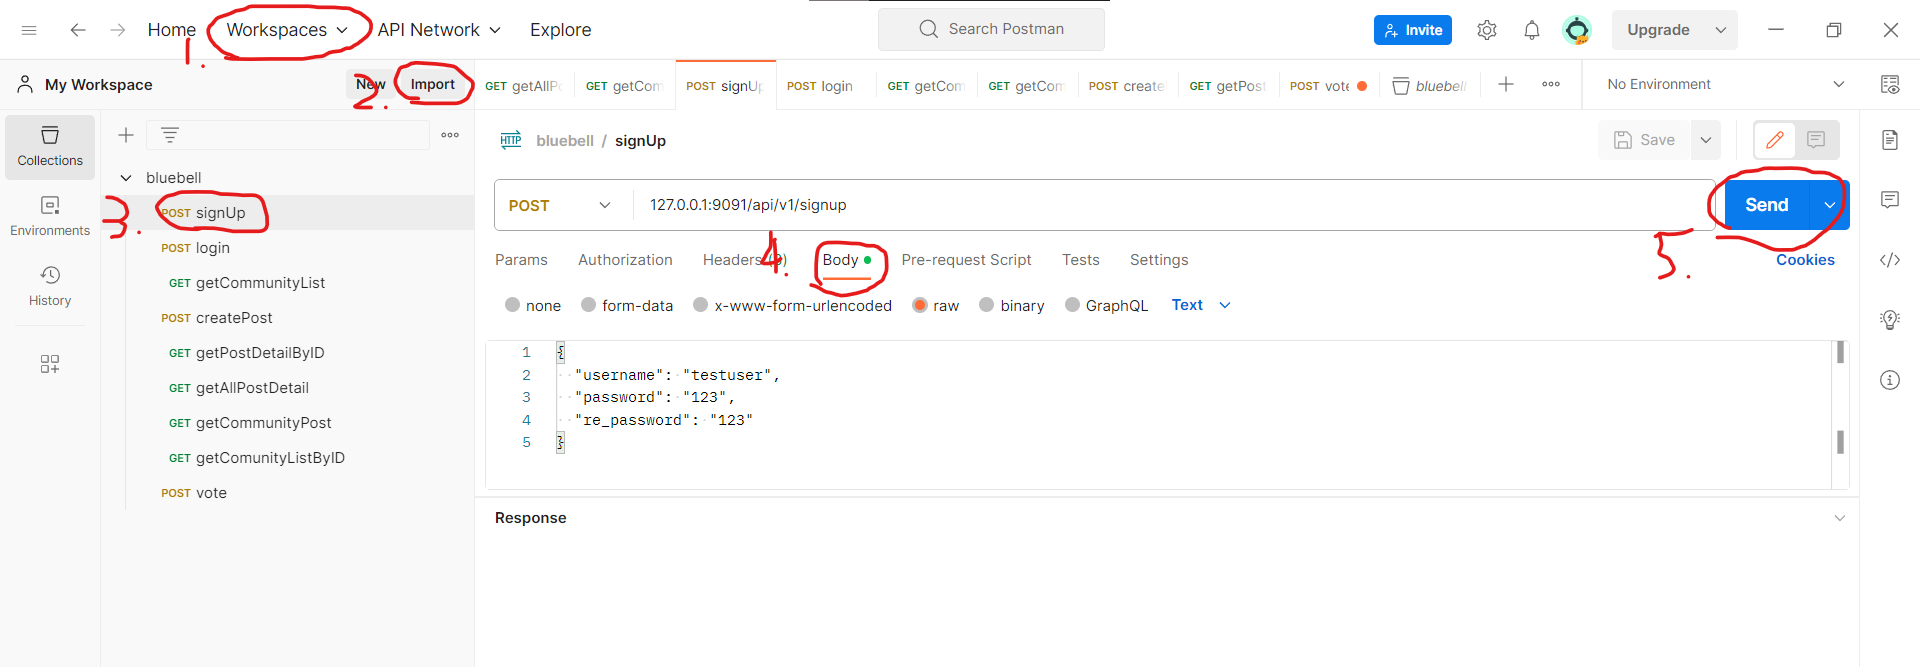 Home Workspaces API Network Explore Search Postman Invite Upgrade
1.
My Workspace New Import
2.
GET getAllPo GET getCom POST signUp POST login GET getCom GET getCom POST create GET getPost POST vote bluebell No Environment
Collections
Environments
History
bluebell
3.
POST signUp
POST login
GET getCommunityList
POST createPost
GET getPostDetailByID
GET getAllPostDetail
GET getCommunityPost
GET getComunityListByID
POST vote
HTTP bluebell / signUp Save
POST 127.0.0.1:9091/api/v1/signup Send
4.
5.
Params Authorization Headers Body Pre-request Script Tests Settings Cookies
none form-data x-www-form-urlencoded raw binary GraphQL Text
1 {
2 "username": "testuser",
3 "password": "123",
4 "re_password": "123"
5 }
Response